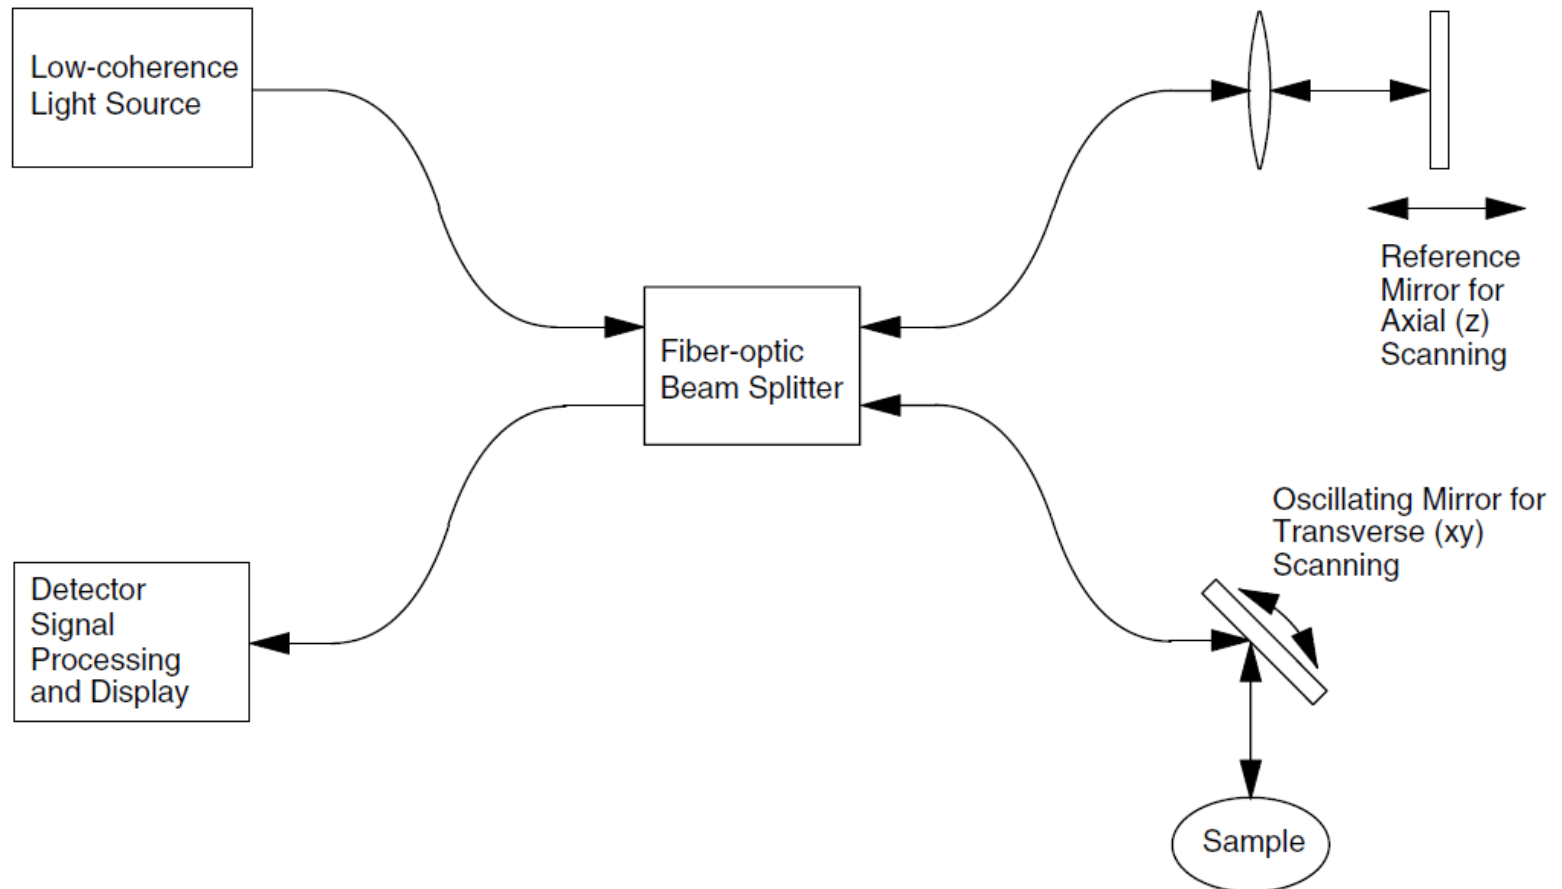 Low-coherence
Light Source
Reference
Mirror for
Axial (z)
Scanning
Fiber-optic
Beam Splitter
Oscillating Mirror for
Transverse (xy)
Scanning
Detector
Signal
Processing
and Display
Sample